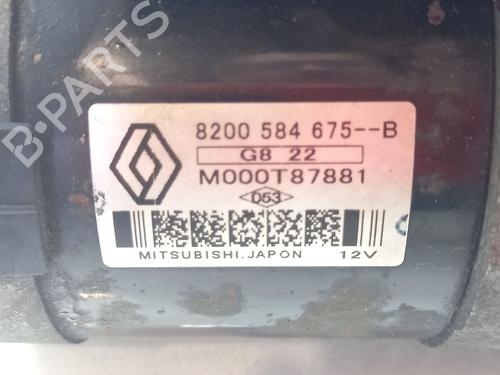 8200 584 675--B
G8 22
M000T87881
D53
MITSUBISHI.JAPON 12V
B-PARTS